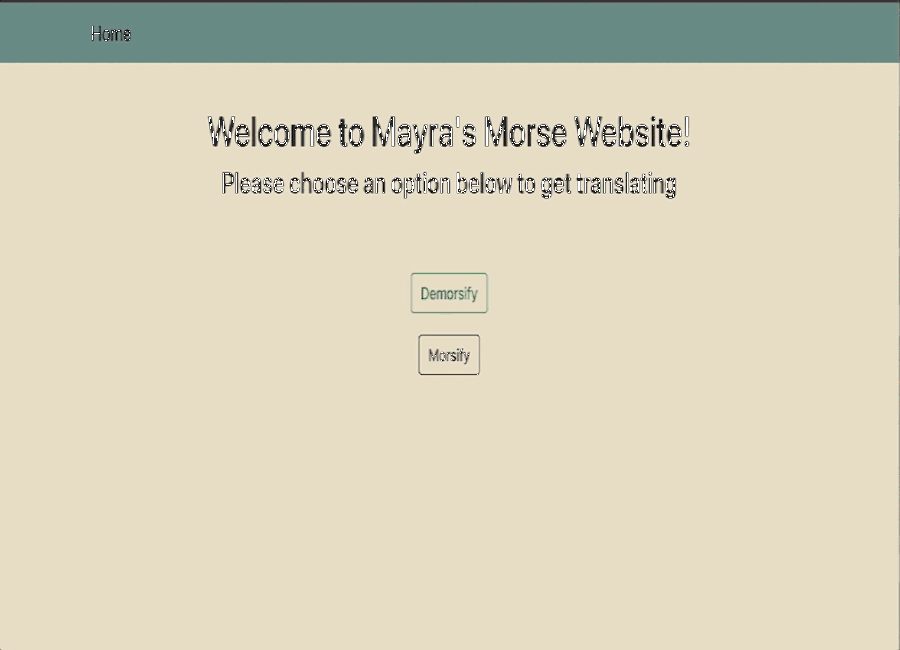 Home
Welcome to Mayra's Morse Website!
Please choose an option below to get translating
Demorsify
Morsify